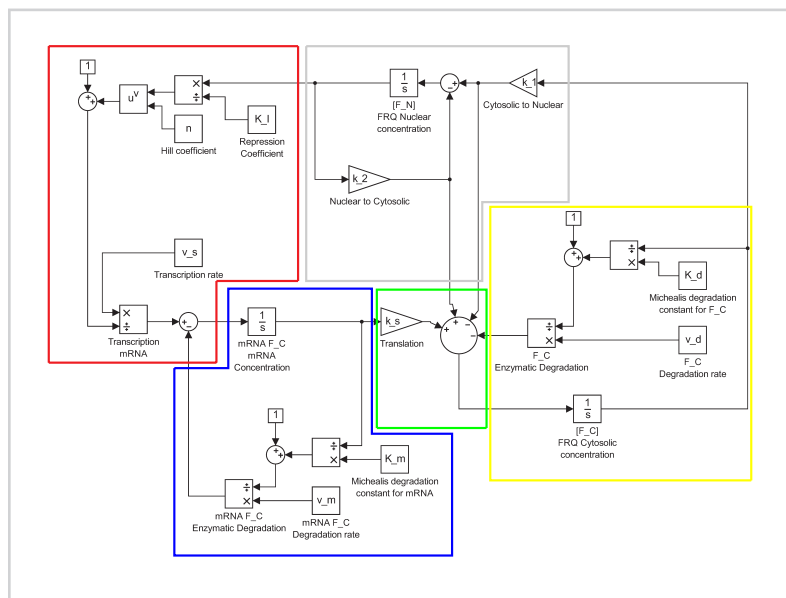 1
+
+
u^v
×
÷
K_I
n
Hill coefficient
Repression
Coefficient
1
s
[F_N]
FRQ Nuclear
concentration
+
−
k_1
Cytosolic to Nuclear
k_2
Nuclear to Cytosolic
v_s
Transcription rate
×
÷
Transcription
mRNA
+
−
1
s
mRNA F_C
mRNA
Concentration
k_s
Translation
+
+
−
−
1
+
+
÷
×
K_d
Michealis degradation
constant for F_C
÷
×
F_C
Enzymatic Degradation
v_d
F_C
Degradation rate
1
s
[F_C]
FRQ Cytosolic
concentration
1
+
+
÷
×
K_m
Michealis degradation
constant for mRNA
÷
×
mRNA F_C
Enzymatic Degradation
v_m
mRNA F_C
Degradation rate